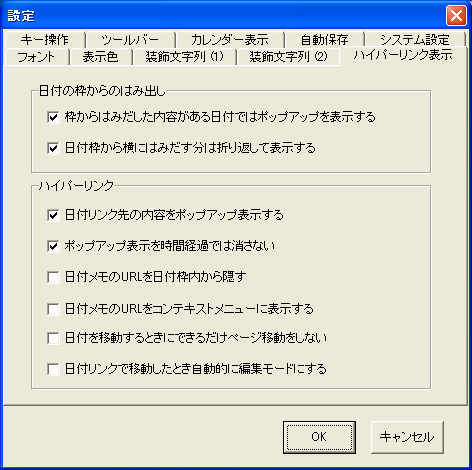 設定
キー操作 ツールバー カレンダー表示 自動保存 システム設定
フォント 表示色 装飾文字列(1) 装飾文字列(2) ハイパーリンク表示
日付の枠からのはみ出し
枠からはみだした内容がある日付ではポップアップを表示する
日付枠から横にはみだす分は折り返して表示する
ハイパーリンク
日付リンク先の内容をポップアップ表示する
ポップアップ表示を時間経過では消さない
日付メモのURLを日付枠内から隠す
日付メモのURLをコンテキストメニューに表示する
日付を移動するときにできるだけページ移動をしない
日付リンクで移動したとき自動的に編集モードにする
OK キャンセル